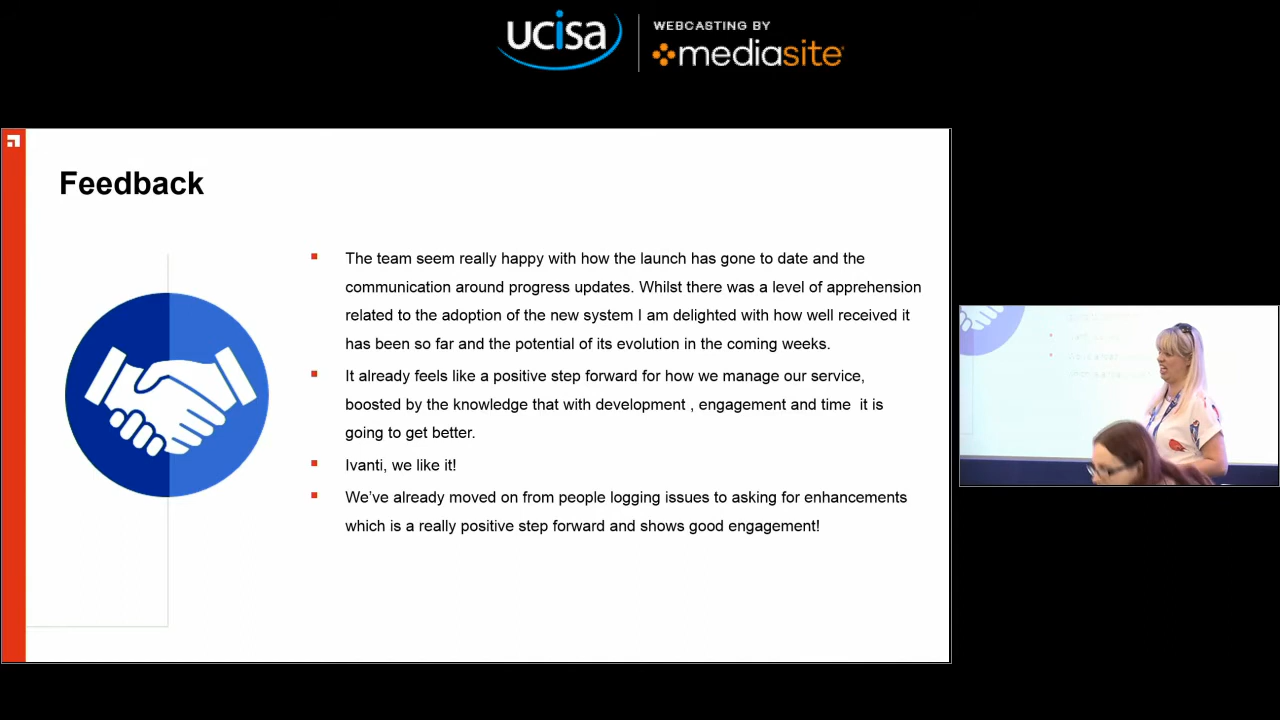 ucisa
WEBCASTING BY
mediasite
Feedback
The team seem really happy with how the launch has gone to date and the
communication around progress updates. Whilst there was a level of apprehension
related to the adoption of the new system I am delighted with how well received it
has been so far and the potential of its evolution in the coming weeks.
It already feels like a positive step forward for how we manage our service,
boosted by the knowledge that with development , engagement and time  it is
going to get better.
Ivanti, we like it!
We’ve already moved on from people logging issues to asking for enhancements
which is a really positive step forward and shows good engagement!